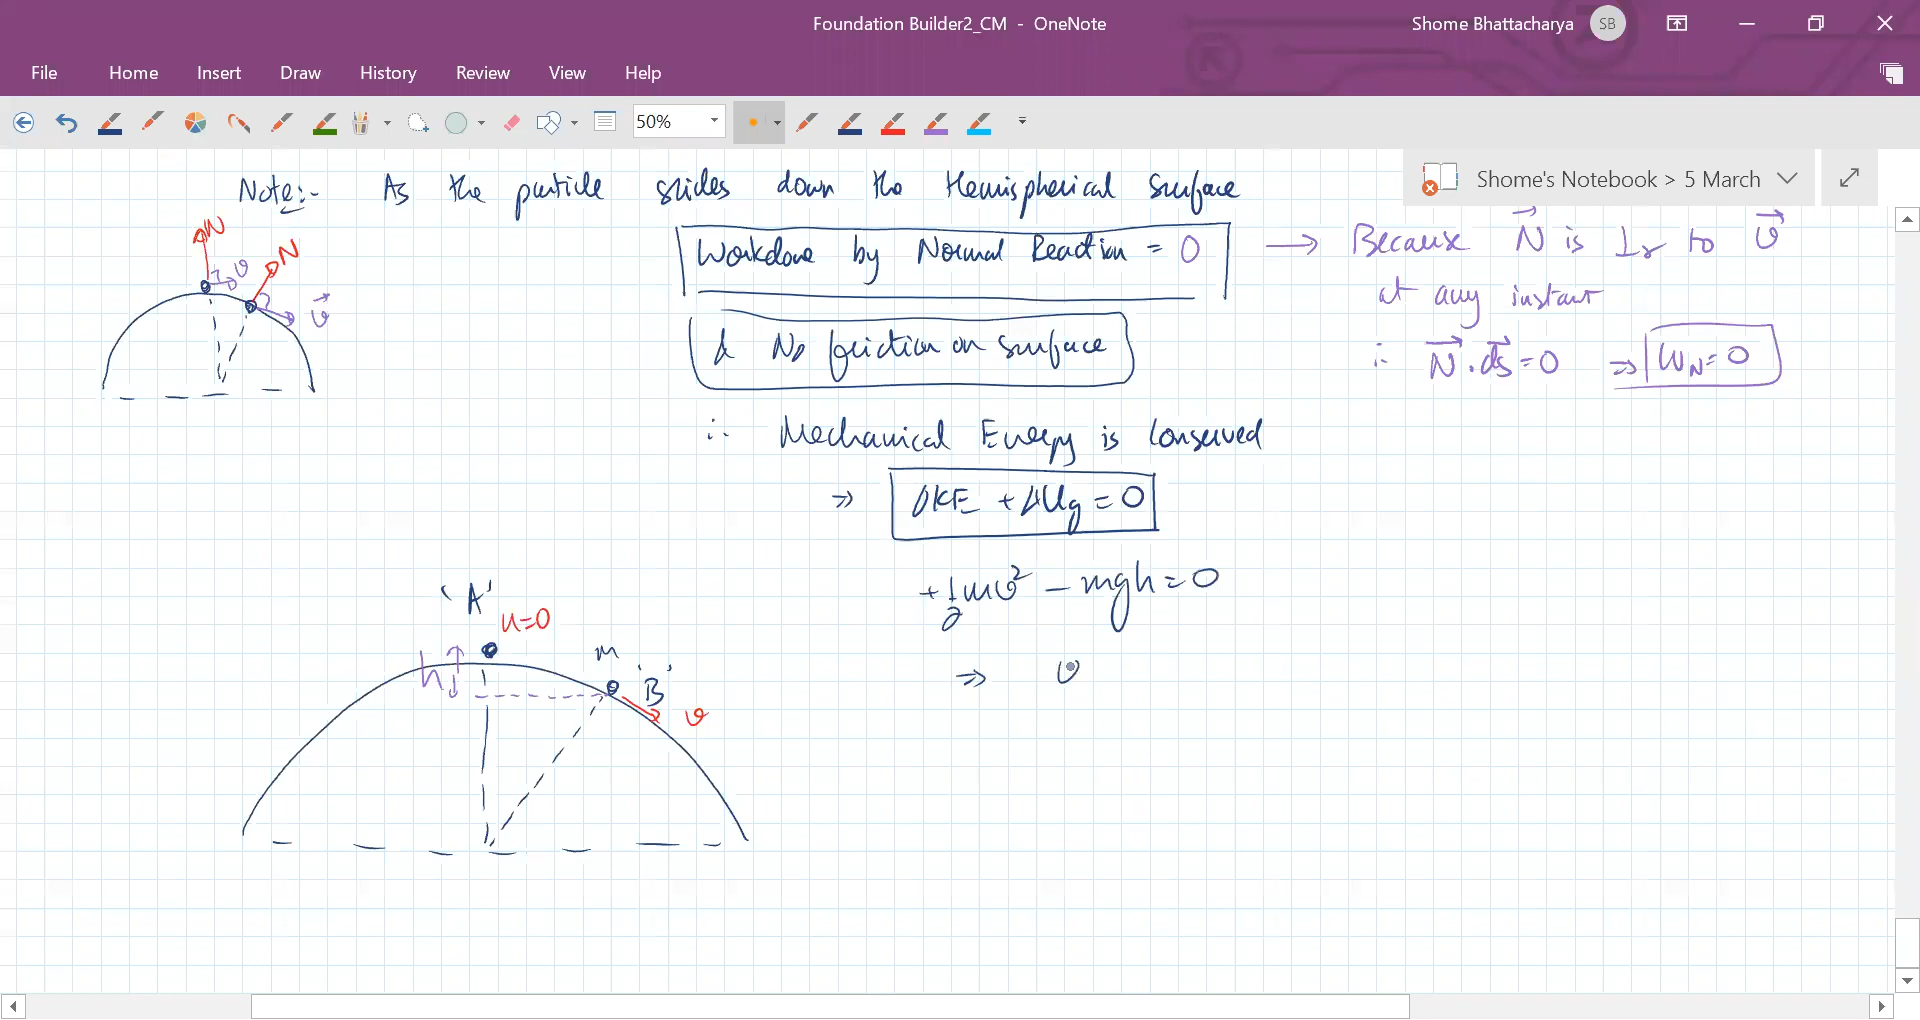 Foundation Builder2_CM - OneNote
Shome Bhattacharya SB
File Home Insert Draw History Review View Help
50%
Shome's Notebook > 5 March
Note:- As the particle slides down the Hemispherical surface
Workdone by Normal Reaction = 0
→ Because N⃗ is ⊥r to v⃗
at any instant
∴ N⃗ . ds⃗ = 0 ⇒ W_N = 0
& No friction on surface
∴ Mechanical Energy is Conserved
⇒ ΔKE + ΔUg = 0
+ 1/2 mv² - mgh = 0
⇒ v
N
N
v
v⃗
'A'
u=0
h
m
'B'
v